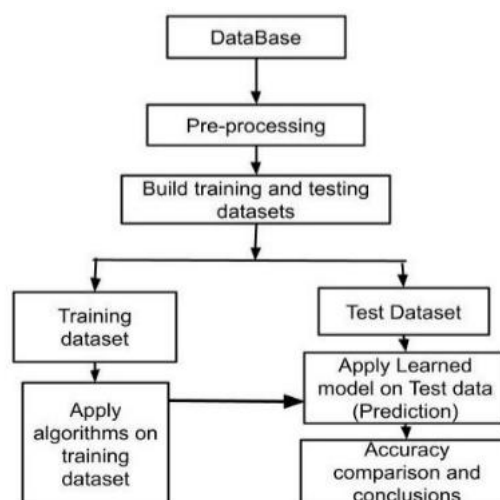 DataBase
Pre-processing
Build training and testing
datasets
Training
dataset
Test Dataset
Apply
algorithms on
training
dataset
Apply Learned
model on Test data
(Prediction)
Accuracy
comparison and
conclusions